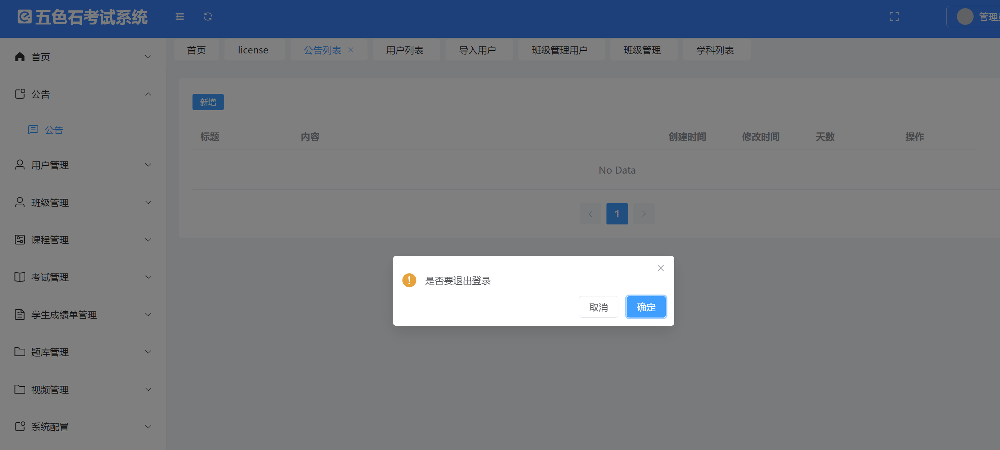 五色石考试系统
管理
首页
公告
公告
用户管理
班级管理
课程管理
考试管理
学生成绩单管理
题库管理
视频管理
系统配置
首页 license 公告列表 用户列表 导入用户 班级管理用户 班级管理 学科列表
新增
标题 内容 创建时间 修改时间 天数 操作
No Data
1
是否要退出登录
取消 确定